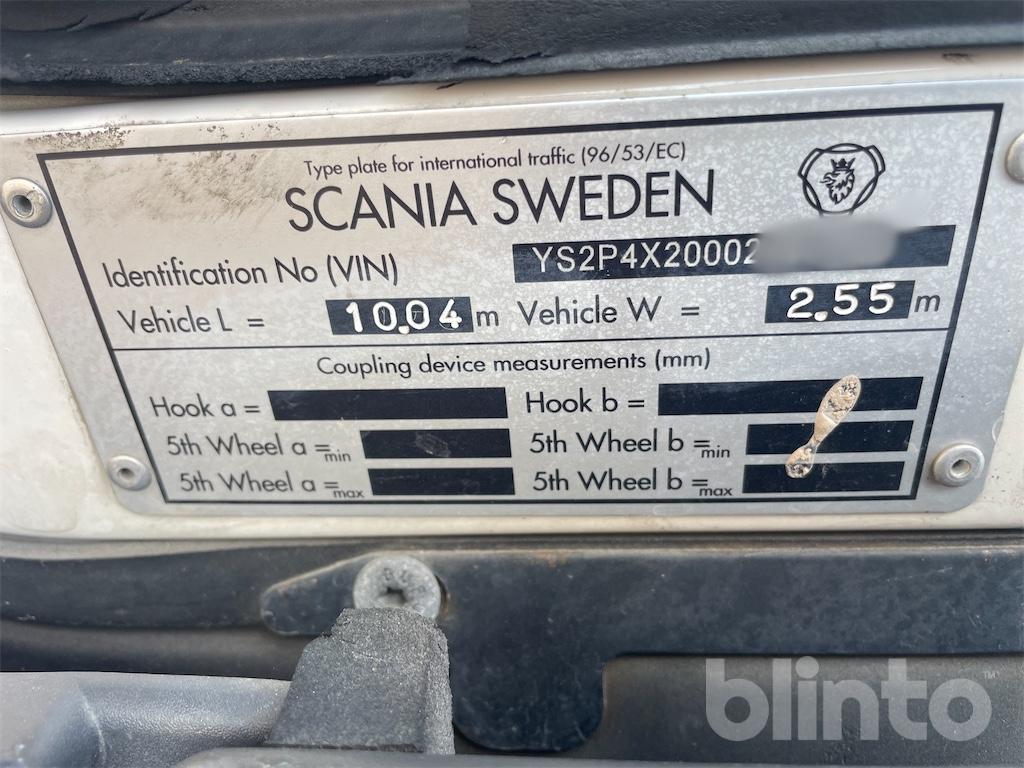 Type plate for international traffic (96/53/EC)
SCANIA SWEDEN
Identification No (VIN) YS2P4X20002
Vehicle L = 10.04 m Vehicle W = 2.55 m
Coupling device measurements (mm)
Hook a = Hook b =
5th Wheel a =min 5th Wheel b =min
5th Wheel a =max 5th Wheel b =max
blinto™